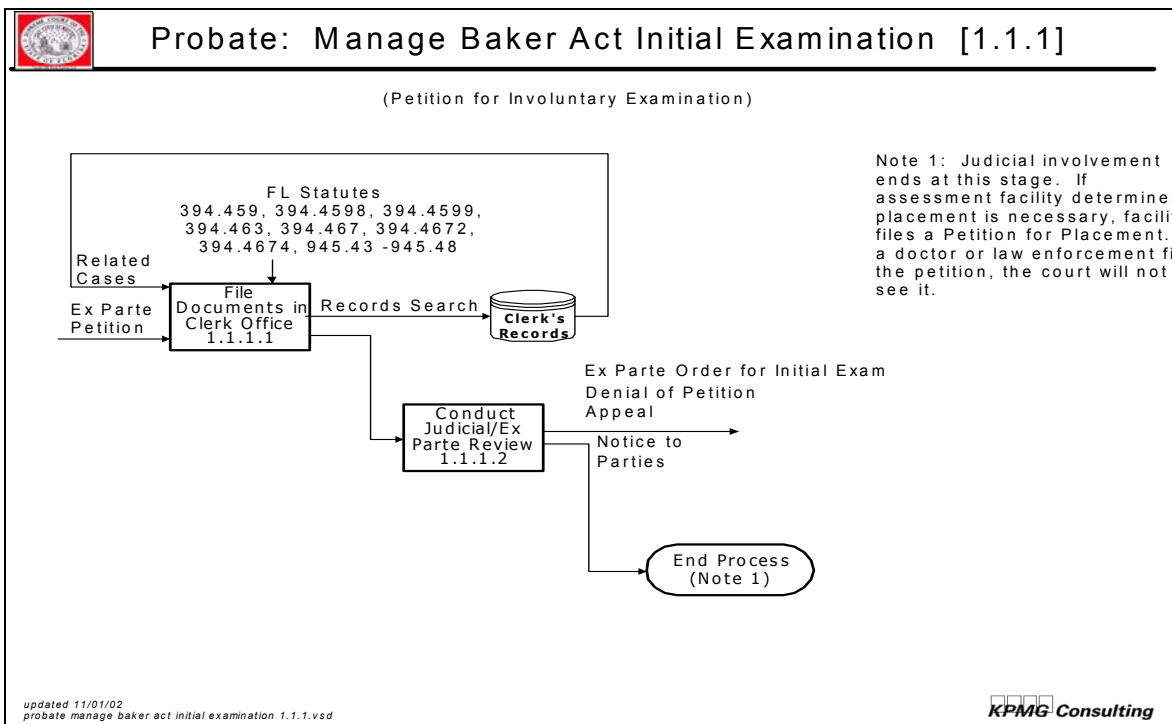 Probate: Manage Baker Act Initial Examination [1.1.1]
(Petition for Involuntary Examination)
Note 1: Judicial involvement
ends at this stage. If
assessment facility determine
placement is necessary, facili
files a Petition for Placement.
a doctor or law enforcement fi
the petition, the court will not
see it.
FL Statutes
394.459, 394.4598, 394.4599,
394.463, 394.467, 394.4672,
394.4674, 945.43 -945.48
Related
Cases
Ex Parte
Petition
File
Documents in
Clerk Office
1.1.1.1
Records Search
Clerk's
Records
Ex Parte Order for Initial Exam
Denial of Petition
Appeal
Conduct
Judicial/Ex
Parte Review
1.1.1.2
Notice to
Parties
End Process
(Note 1)
updated 11/01/02
probate manage baker act initial examination 1.1.1.vsd
KPMG Consulting